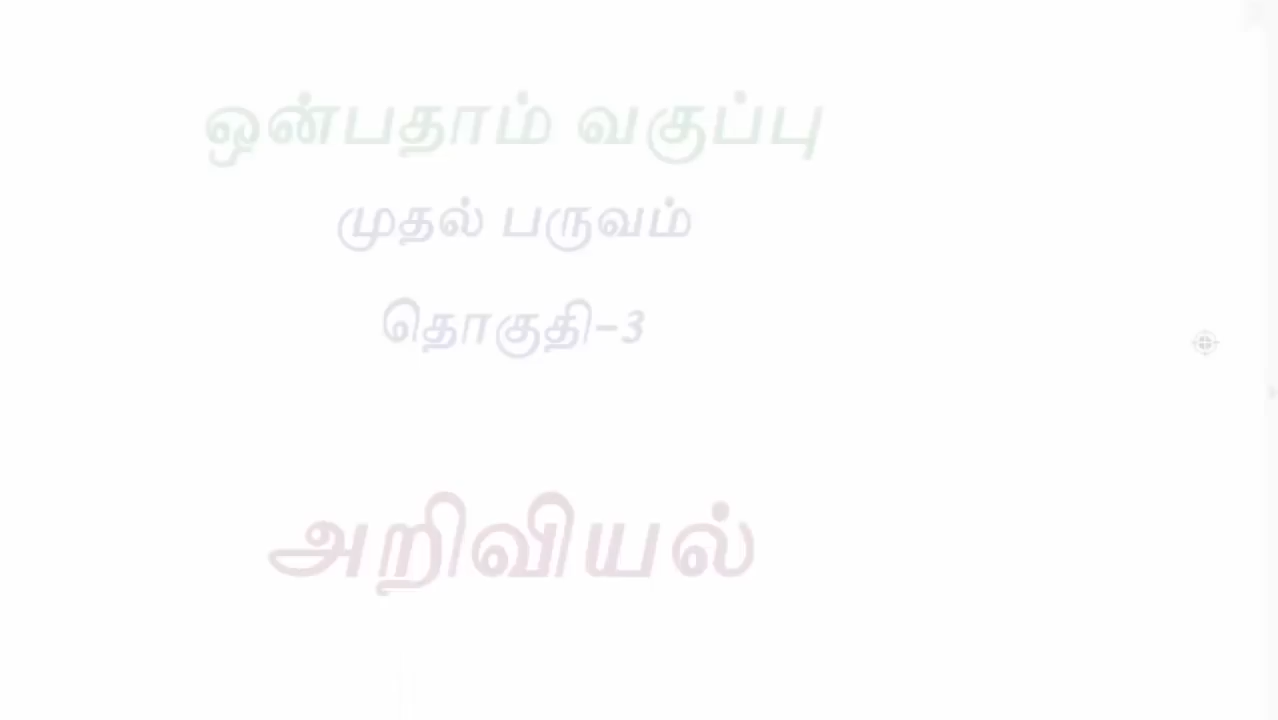 ஒன்பதாம் வகுப்பு
முதல் பருவம்
தொகுதி-3
அறிவியல்